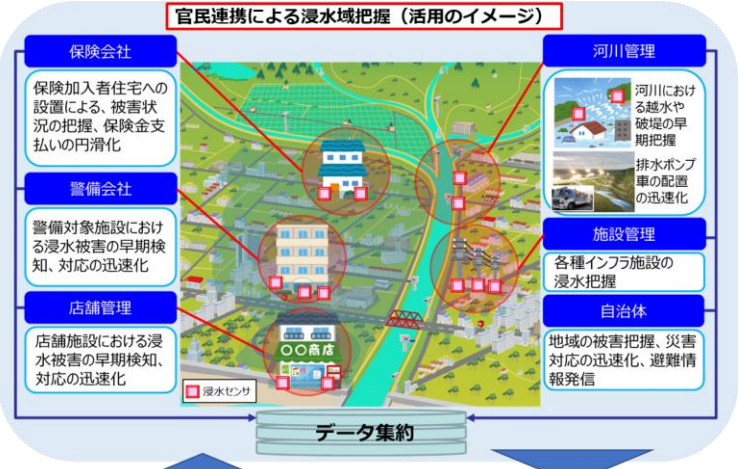 官民連携による浸水域把握（活用のイメージ）
保険会社
保険加入者住宅への
設置による、被害状
況の把握、保険金支
払いの円滑化
警備会社
警備対象施設におけ
る浸水被害の早期検
知、対応の迅速化
店舗管理
店舗施設における浸
水被害の早期検知、
対応の迅速化
〇〇商店
浸水センサ
河川管理
河川におけ
る越水や
破堤の早
期把握
排水ポンプ
車の配置
の迅速化
施設管理
各種インフラ施設の
浸水把握
自治体
地域の被害把握、災害
対応の迅速化、避難情
報発信
データ集約